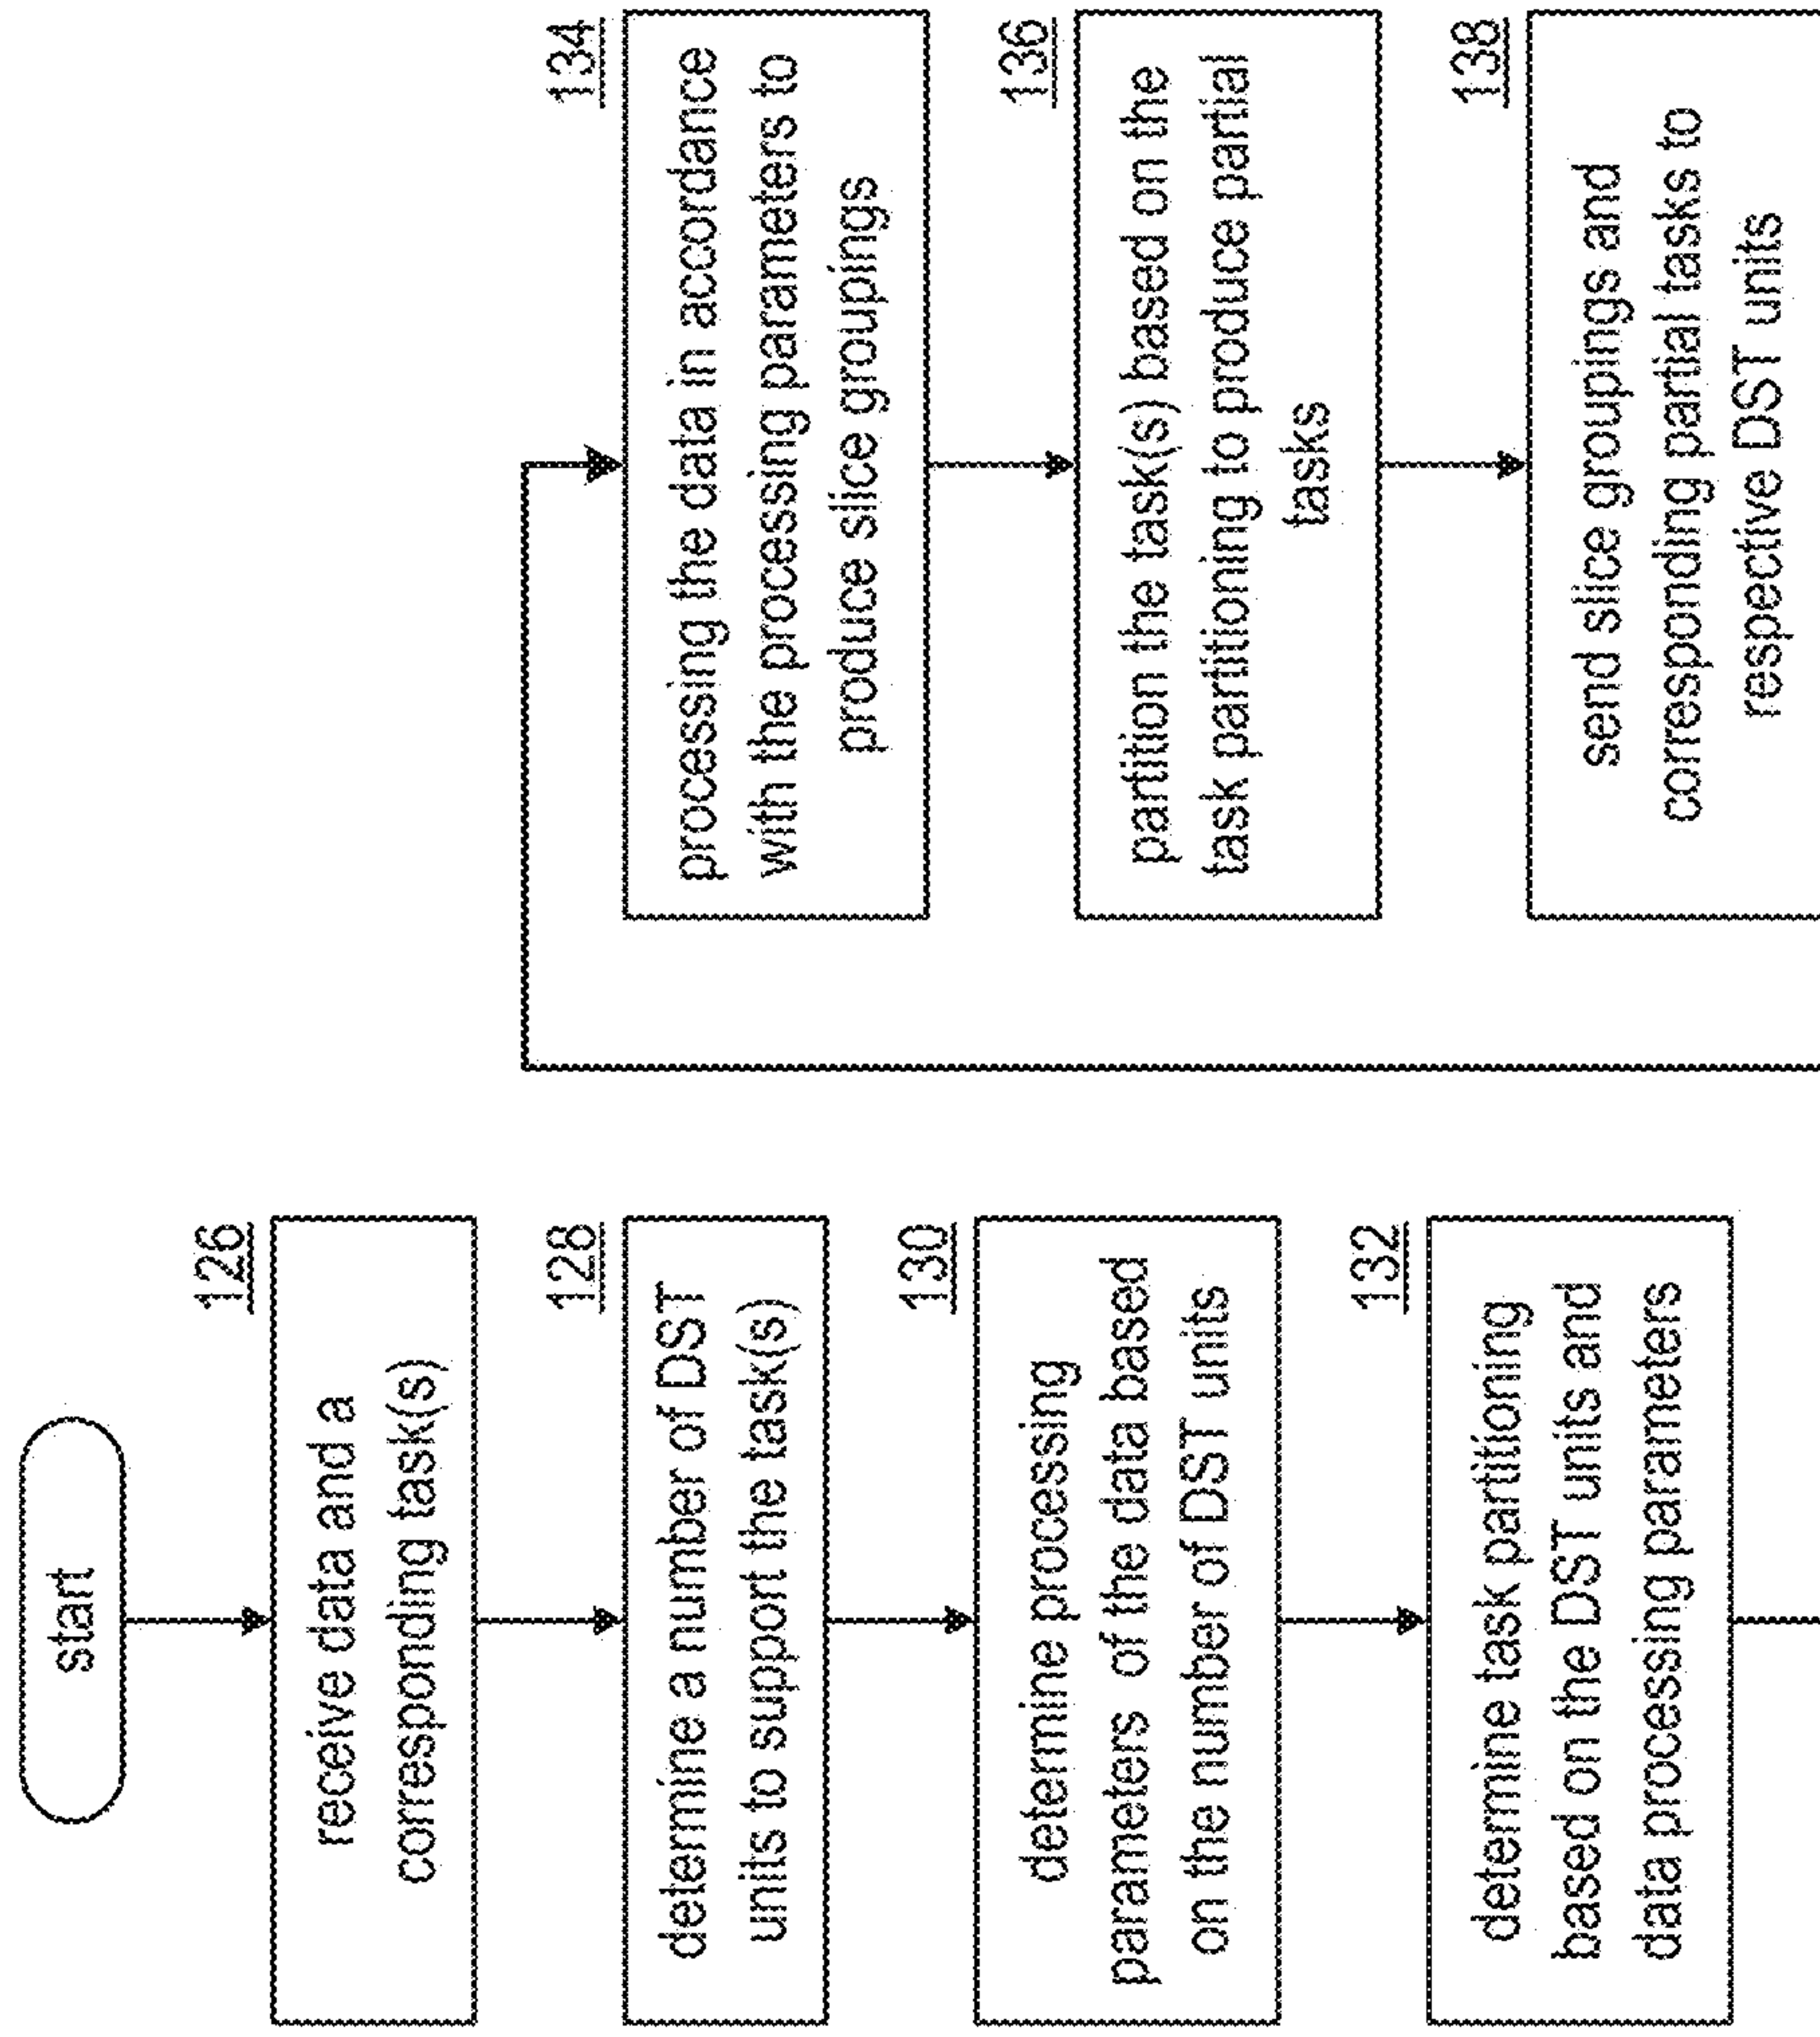 start
126
receive data and a
corresponding task(s)
128
determine a number of DST
units to support the task(s)
130
determine processing
parameters of the data based
on the number of DST units
132
determine task partitioning
based on the DST units and
data processing parameters
134
processing the data in accordance
with the processing parameters to
produce slice groupings
136
partition the task(s) based on the
task partitioning to produce partial
tasks
138
send slice groupings and
corresponding partial tasks to
respective DST units